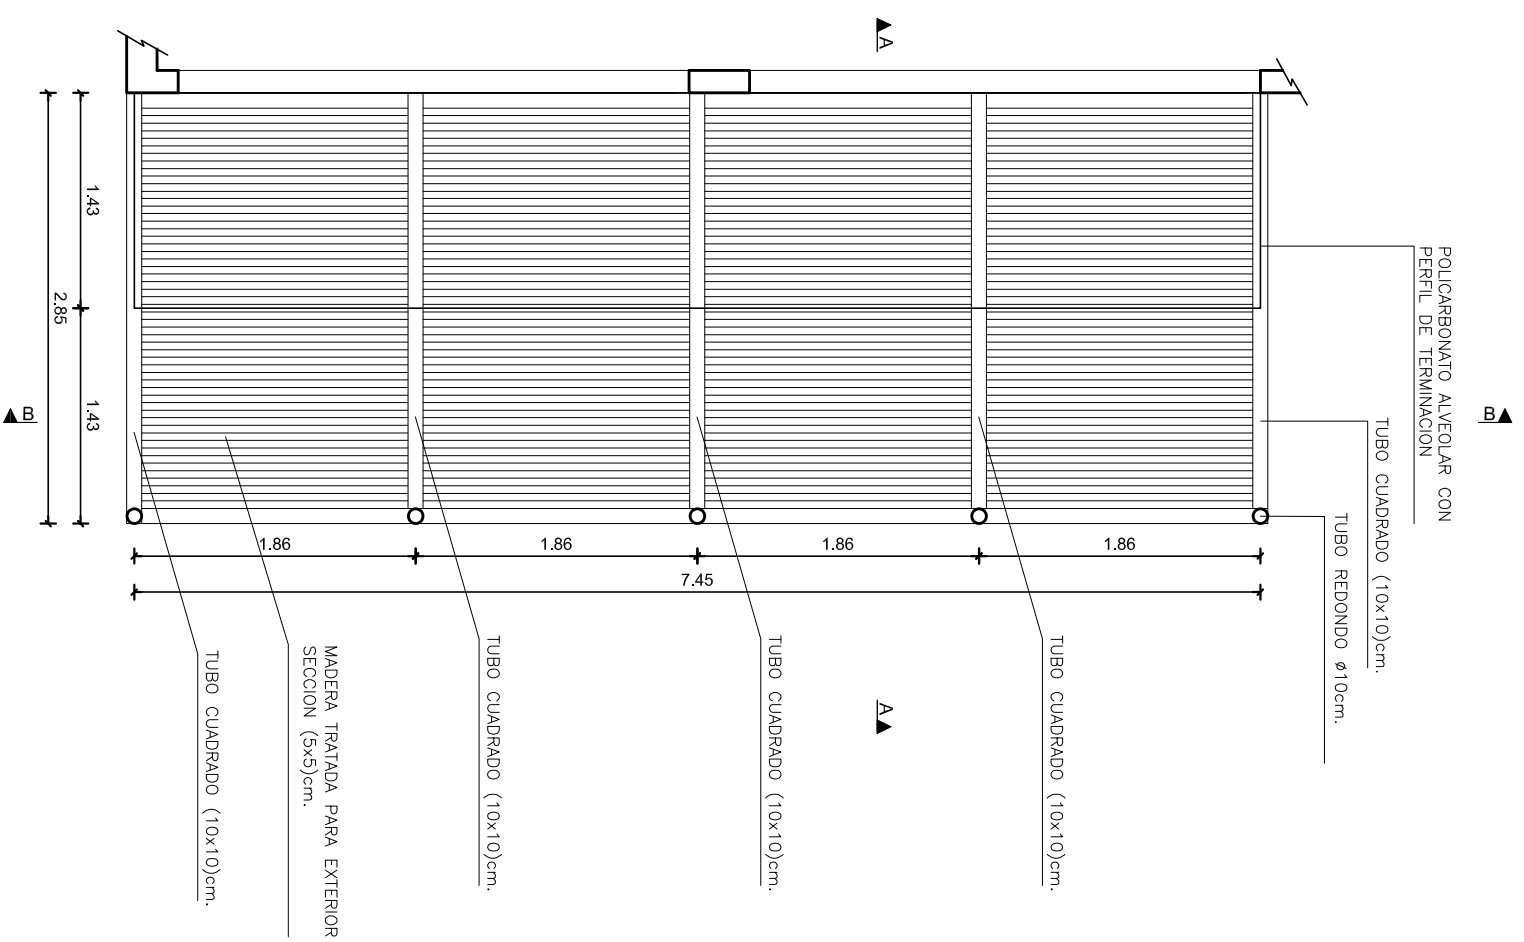 A
POLICARBONATO ALVEOLAR CON
PERFIL DE TERMINACION
1.43
2.85
1.43
B
B
TUBO CUADRADO (10x10)cm.
TUBO REDONDO ø10cm.
1.86
1.86
1.86
1.86
7.45
TUBO CUADRADO (10x10)cm.
MADERA TRATADA PARA EXTERIOR
SECCION (5x5)cm.
TUBO CUADRADO (10x10)cm.
TUBO CUADRADO (10x10)cm.
A
TUBO CUADRADO (10x10)cm.